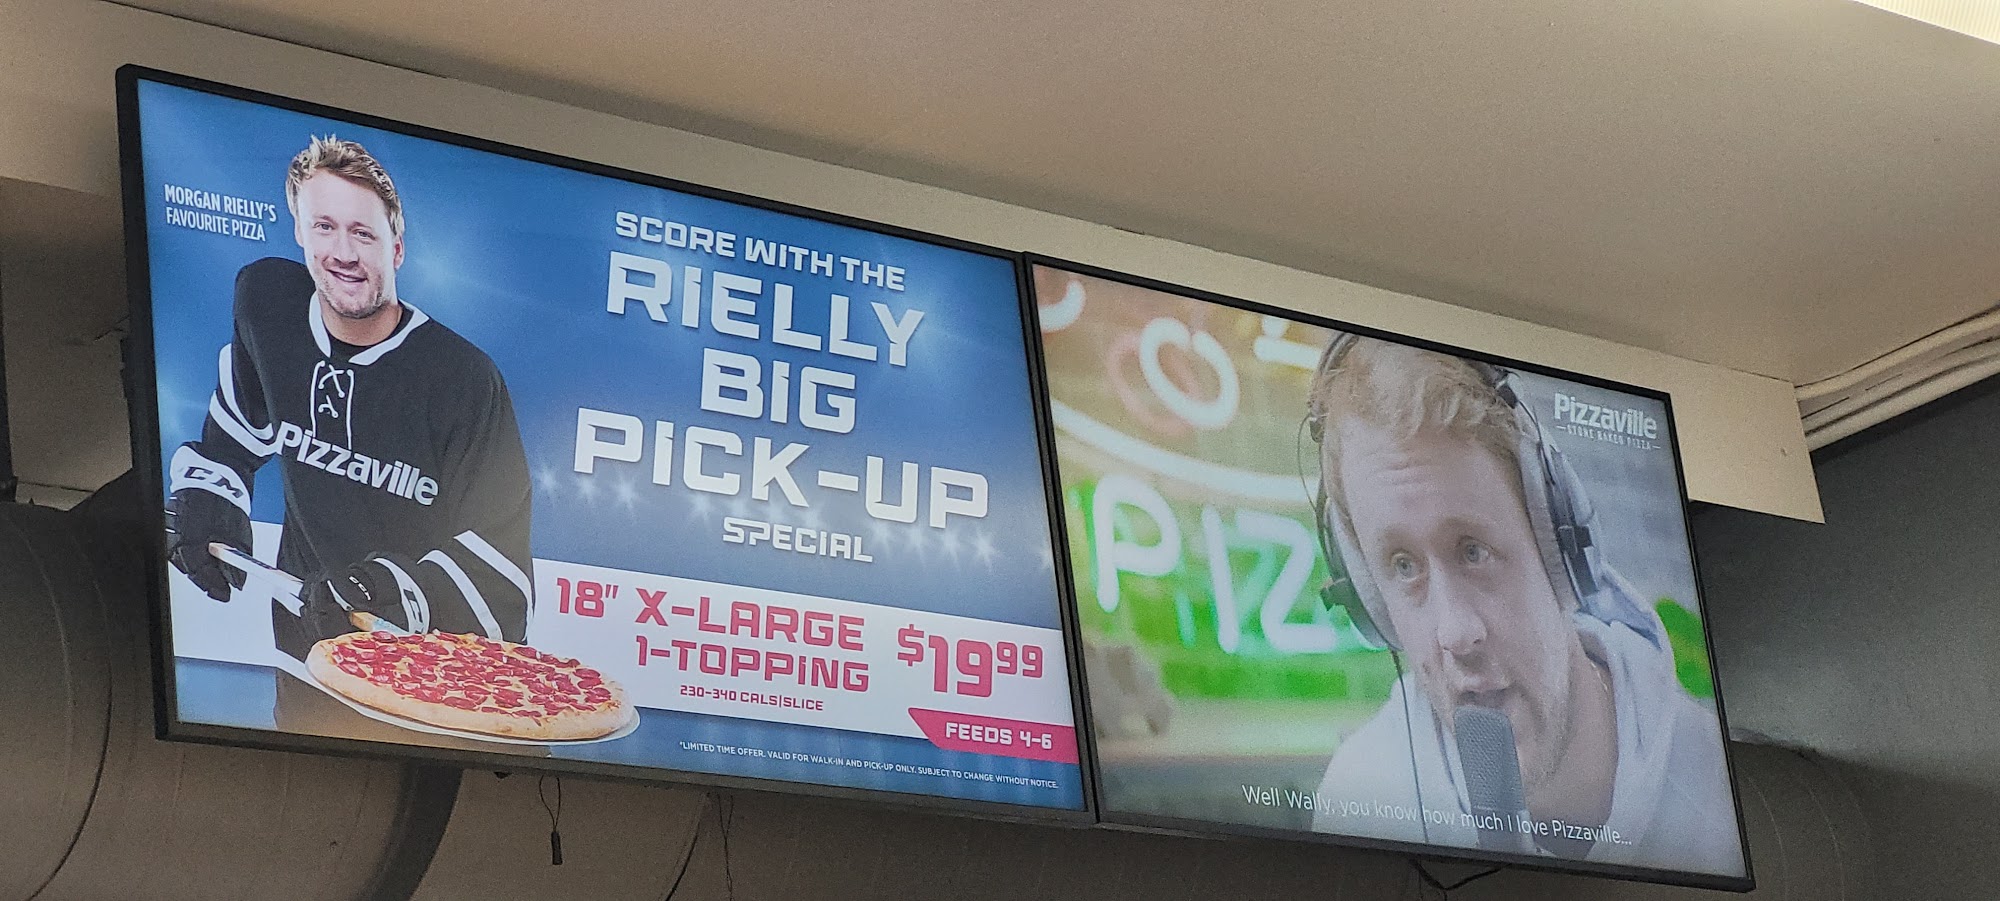 MORGAN RIELLY'S
FAVOURITE PIZZA
SCORE WITH THE
RIELLY
BIG
PICK-UP
SPECIAL
Pizzaville
CCM
CCM
18" X-LARGE
1-TOPPING
230-340 CALS/SLICE
$19.99
FEEDS 4-6
*LIMITED TIME OFFER. VALID FOR WALK-IN AND PICK-UP ONLY. SUBJECT TO CHANGE WITHOUT NOTICE.
Pizzaville
STONE BAKED PIZZA
PIZ
Well Wally, you know how much I love Pizzaville...